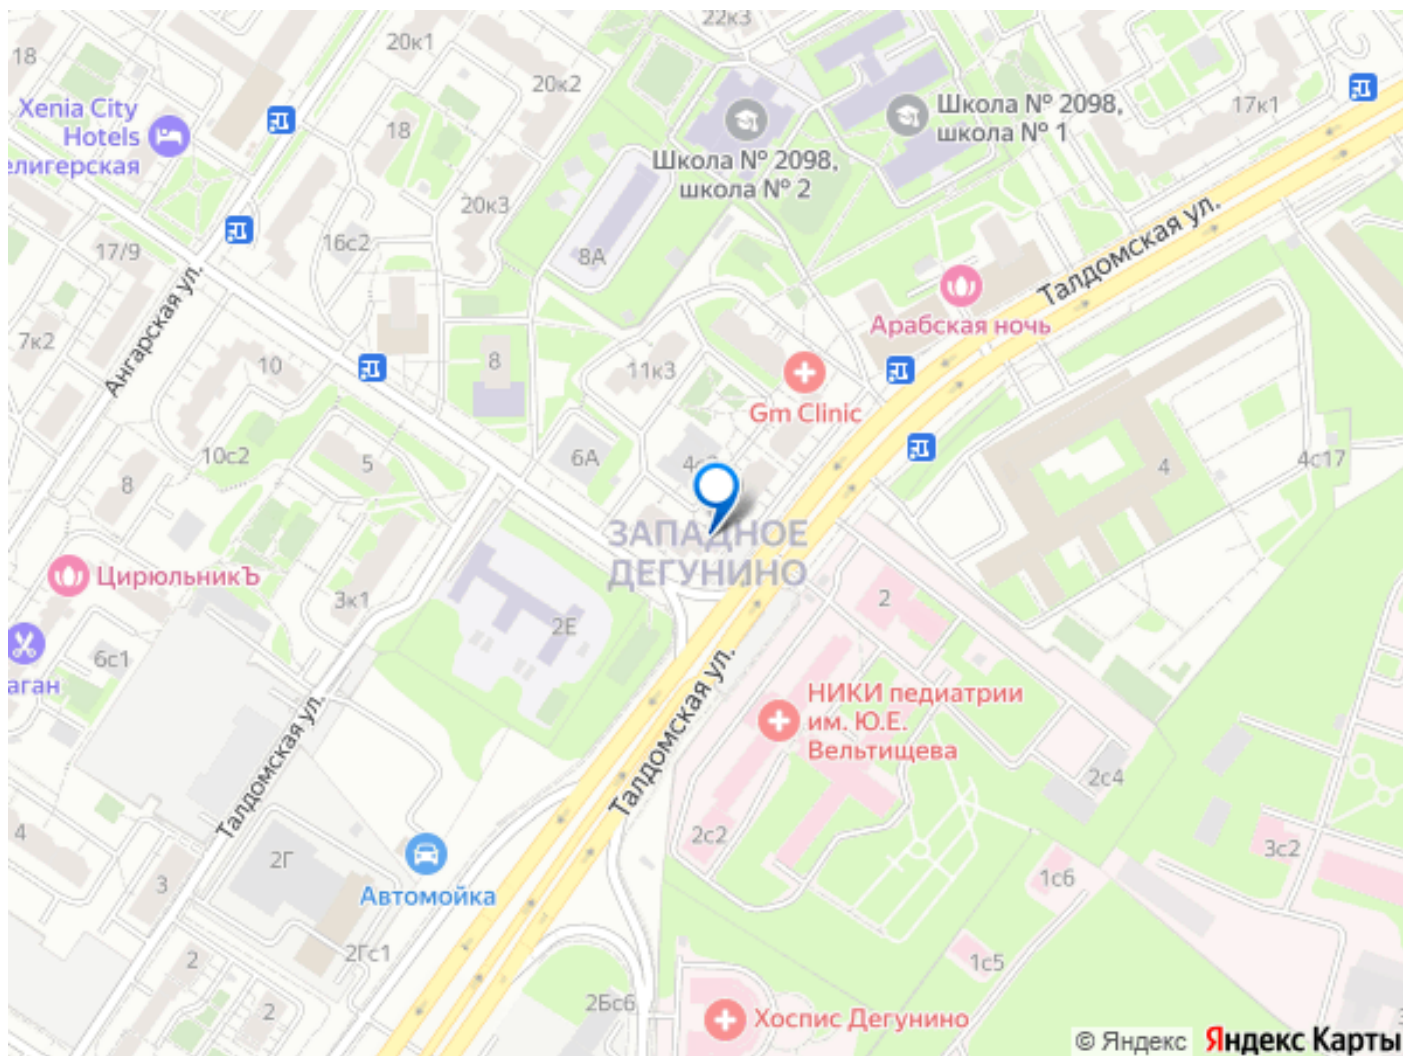 22к3
20к1
18
20к2
Xenia City
Hotels
елигерская
18
Школа № 2098,
школа № 1
17к1
Школа № 2098,
школа № 2
20к3
16с2
17/9
8А
Ангарская ул.
Талдомская ул.
Арабская ночь
7к2
10
8
11к3
Gm Clinic
10с2
5
6А
4с
4
4с17
8
ЗАПАДНОЕ
ДЕГУНИНО
ЦирюльникЪ
3к1
2Е
2
6с1
аган
Талдомская ул.
Талдомская ул.
НИКИ педиатрии
им. Ю.Е.
Вельтищева
2с4
2с2
4
3
2Г
Автомойка
3с2
1с6
2Гс1
2
2
1с5
2Бс6
Хоспис Дегунино
© Яндекс Яндекс Карты